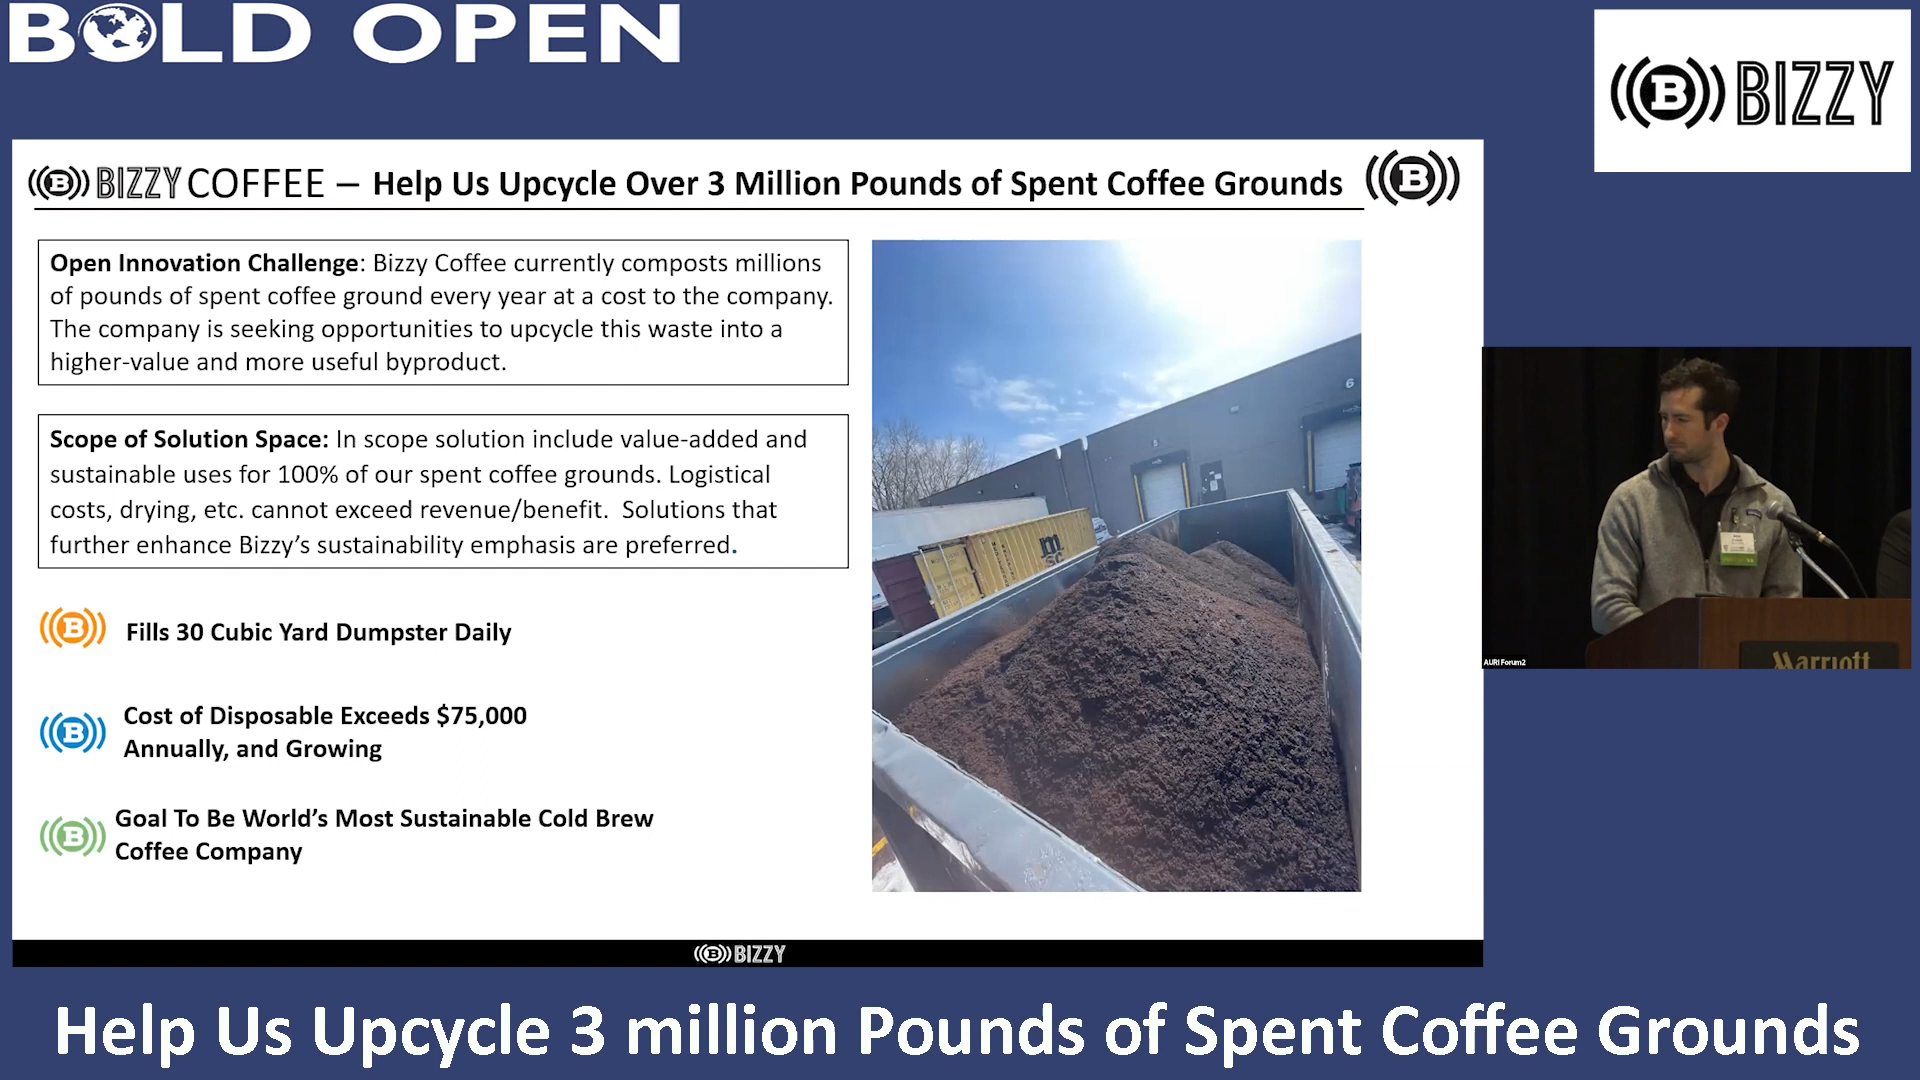 BOLD OPEN
B BIZZY
B BIZZY COFFEE – Help Us Upcycle Over 3 Million Pounds of Spent Coffee Grounds B
Open Innovation Challenge: Bizzy Coffee currently composts millions
of pounds of spent coffee ground every year at a cost to the company.
The company is seeking opportunities to upcycle this waste into a
higher-value and more useful byproduct.
Scope of Solution Space: In scope solution include value-added and
sustainable uses for 100% of our spent coffee grounds. Logistical
costs, drying, etc. cannot exceed revenue/benefit. Solutions that
further enhance Bizzy's sustainability emphasis are preferred.
B Fills 30 Cubic Yard Dumpster Daily
B Cost of Disposable Exceeds $75,000
Annually, and Growing
B Goal To Be World's Most Sustainable Cold Brew
Coffee Company
6
5
m
sc
Marriott
AURI Forum2
B BIZZY
Help Us Upcycle 3 million Pounds of Spent Coffee Grounds